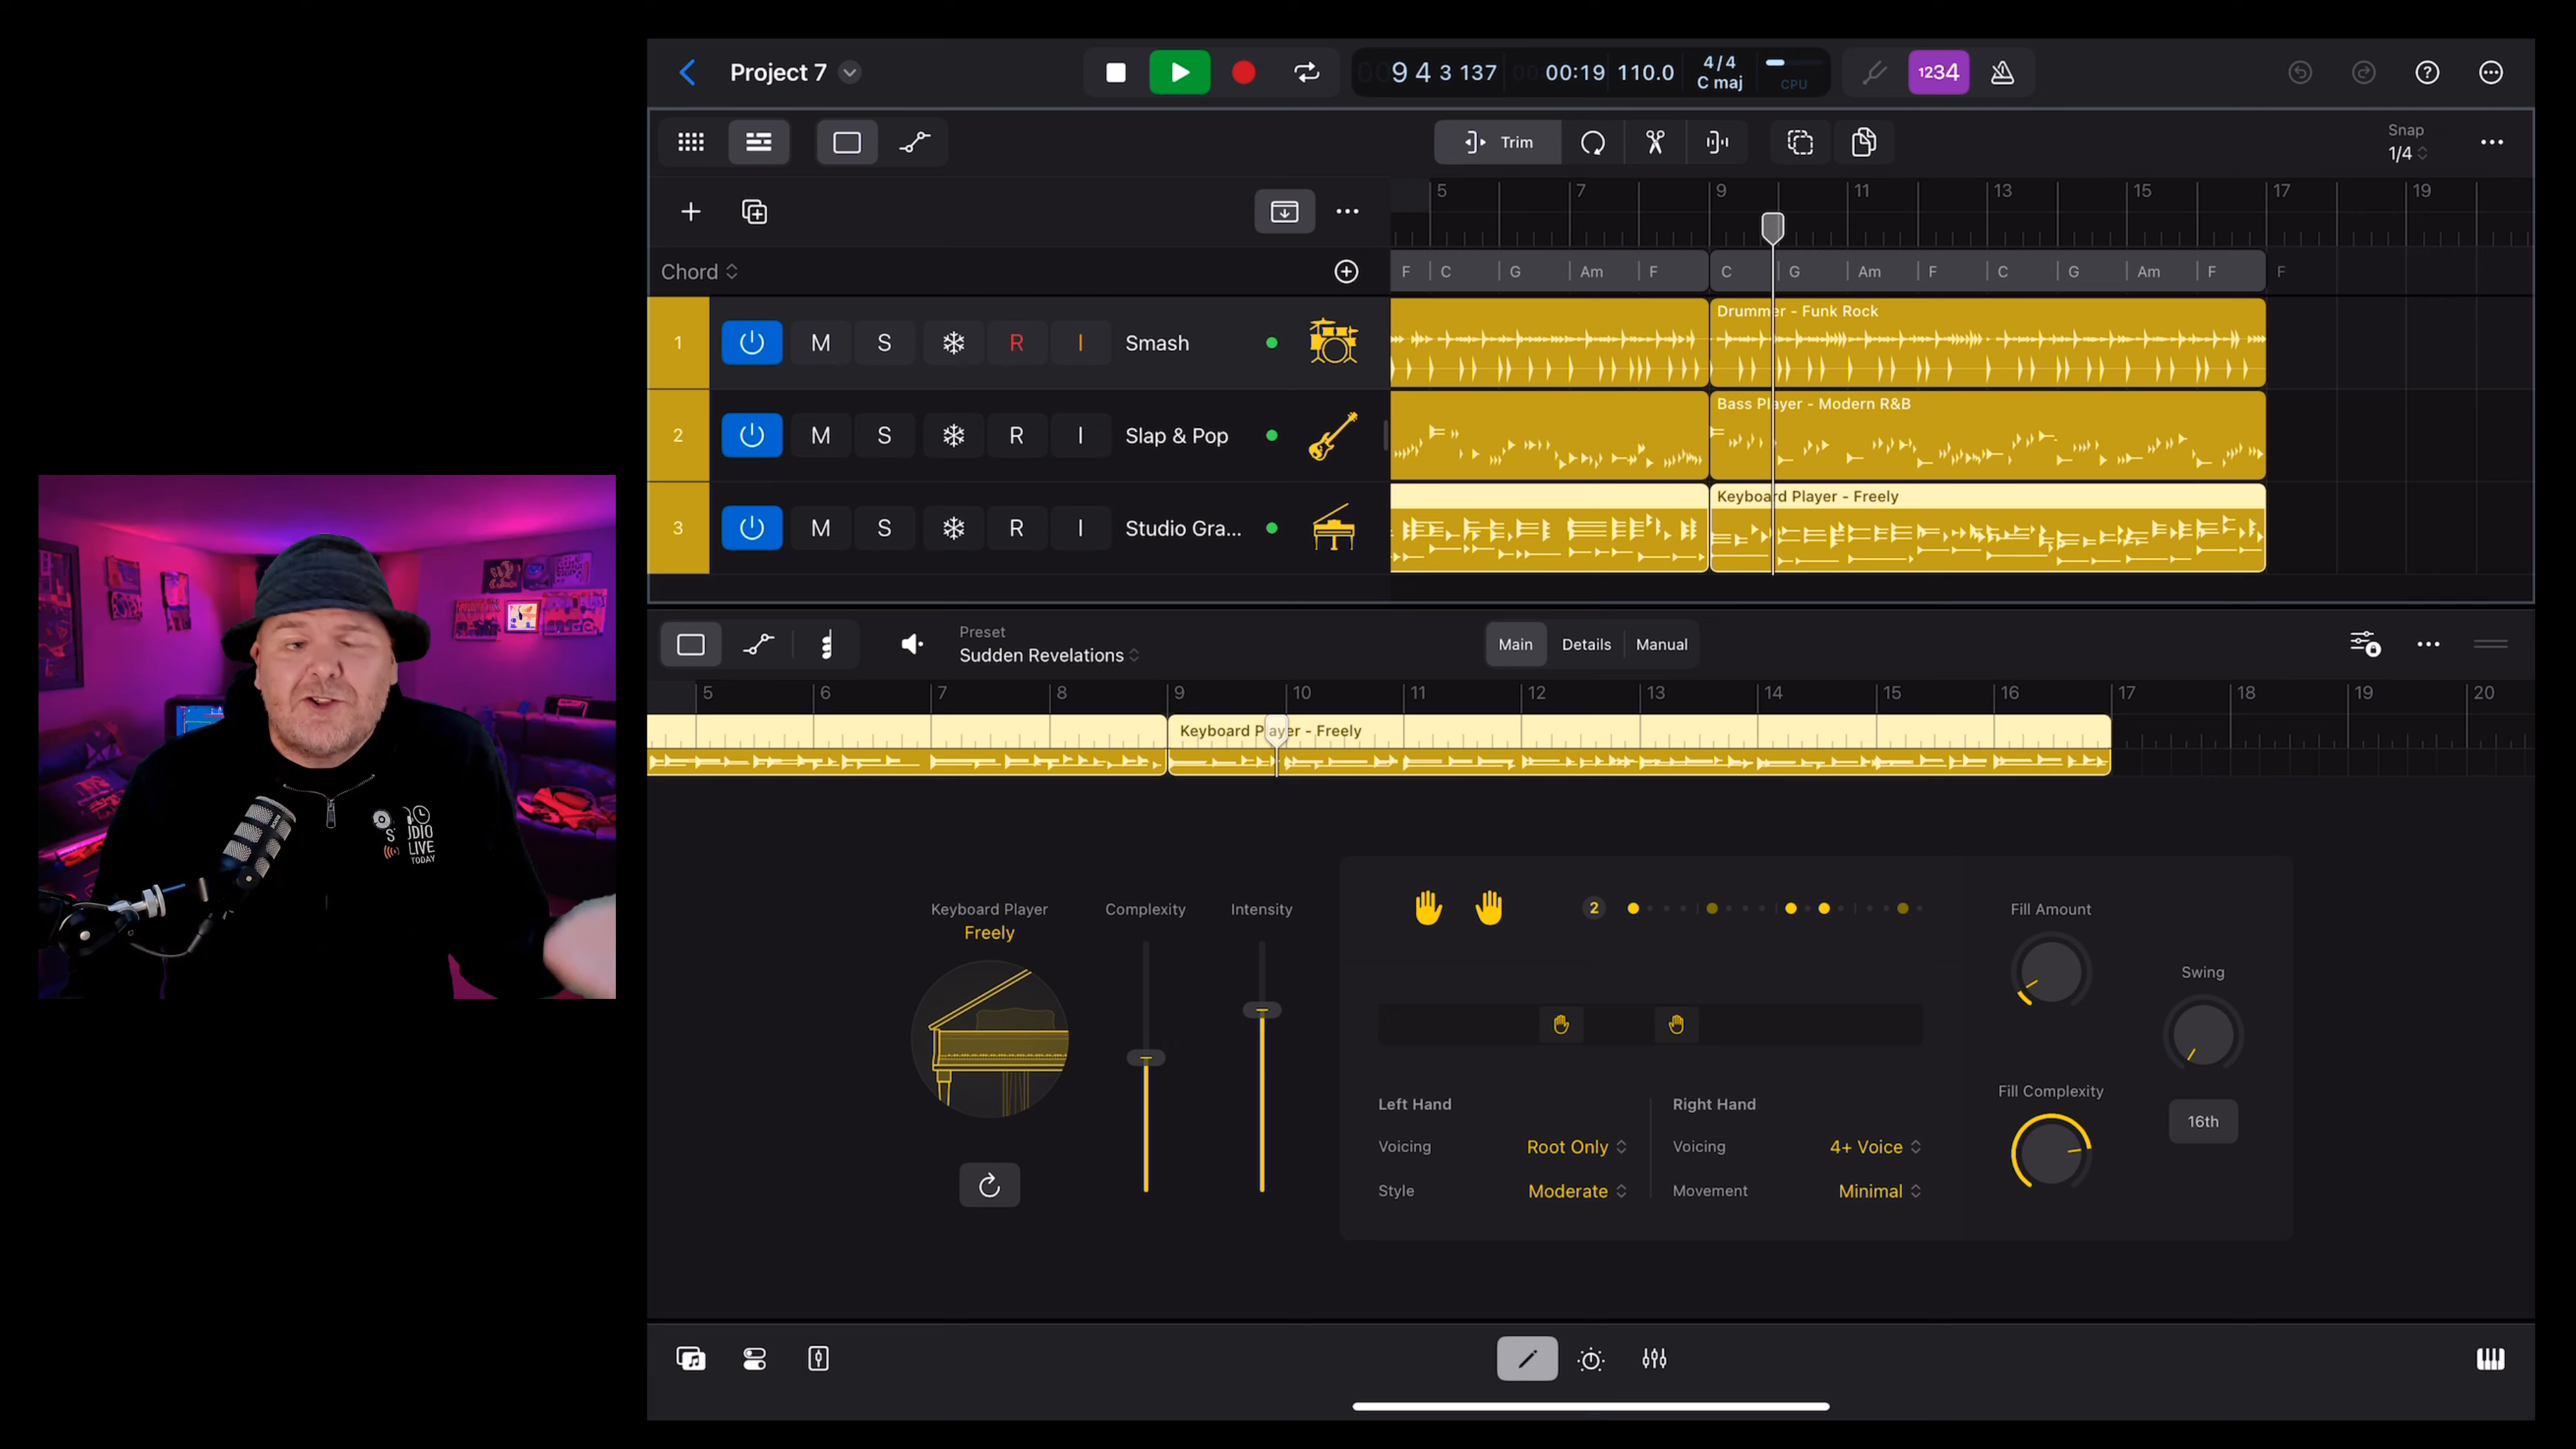 Project 7
9 4 3 137
00:19
110.0
4/4
C maj
CPU
1234
?
Trim
Snap
1/4
5 7 9 11 13 15 17 19
Chord
F C G Am F C G Am F C G Am F F
1 M S R I Smash
Drummer - Funk Rock
2 M S R I Slap & Pop
Bass Player - Modern R&B
3 M S R I Studio Gra...
Keyboard Player - Freely
Preset
Sudden Revelations
Main Details Manual
5 6 7 8 9 10 11 12 13 14 15 16 17 18 19 20
Keyboard Player - Freely
Keyboard Player
Freely
Complexity
Intensity
2
Fill Amount
Swing
Left Hand
Voicing Root Only
Style Moderate
Right Hand
Voicing 4+ Voice
Movement Minimal
Fill Complexity
16th
LIVE
TODAY